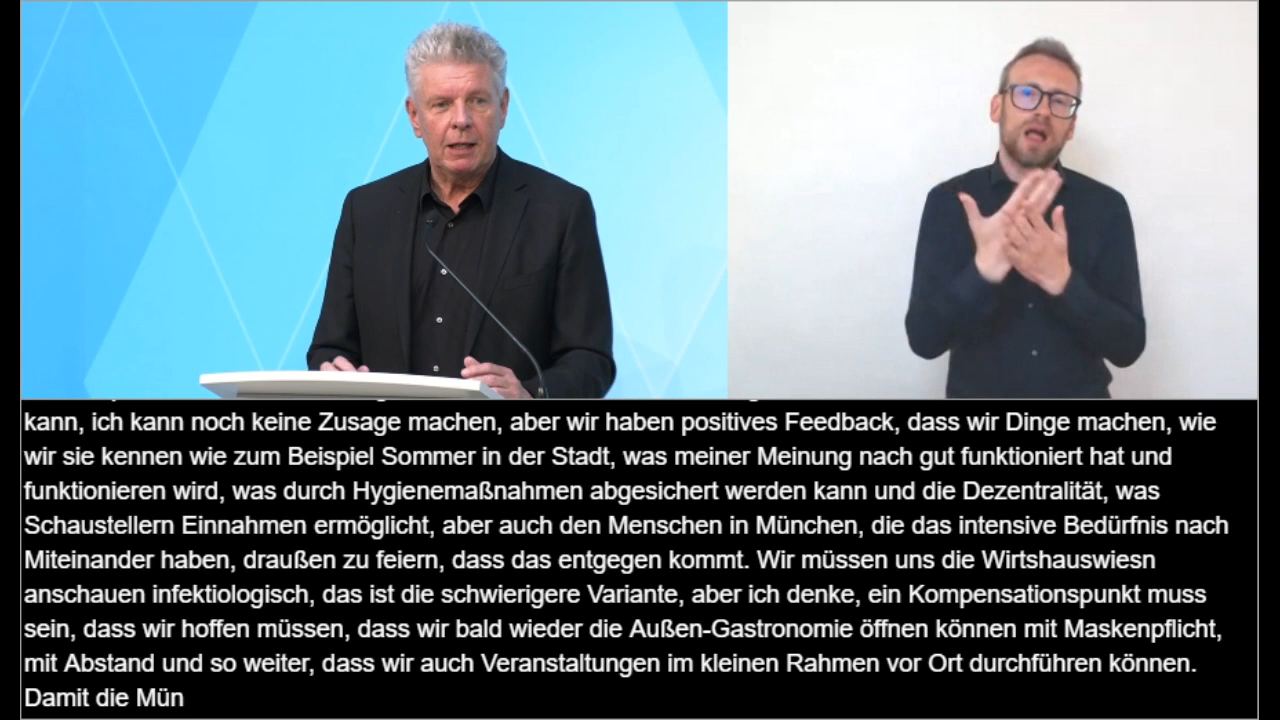 kann, ich kann noch keine Zusage machen, aber wir haben positives Feedback, dass wir Dinge machen, wie
wir sie kennen wie zum Beispiel Sommer in der Stadt, was meiner Meinung nach gut funktioniert hat und
funktionieren wird, was durch Hygienemaßnahmen abgesichert werden kann und die Dezentralität, was
Schaustellern Einnahmen ermöglicht, aber auch den Menschen in München, die das intensive Bedürfnis nach
Miteinander haben, draußen zu feiern, dass das entgegen kommt. Wir müssen uns die Wirtshauswiesn
anschauen infektiologisch, das ist die schwierigere Variante, aber ich denke, ein Kompensationspunkt muss
sein, dass wir hoffen müssen, dass wir bald wieder die Außen-Gastronomie öffnen können mit Maskenpflicht,
mit Abstand und so weiter, dass wir auch Veranstaltungen im kleinen Rahmen vor Ort durchführen können.
Damit die Mün